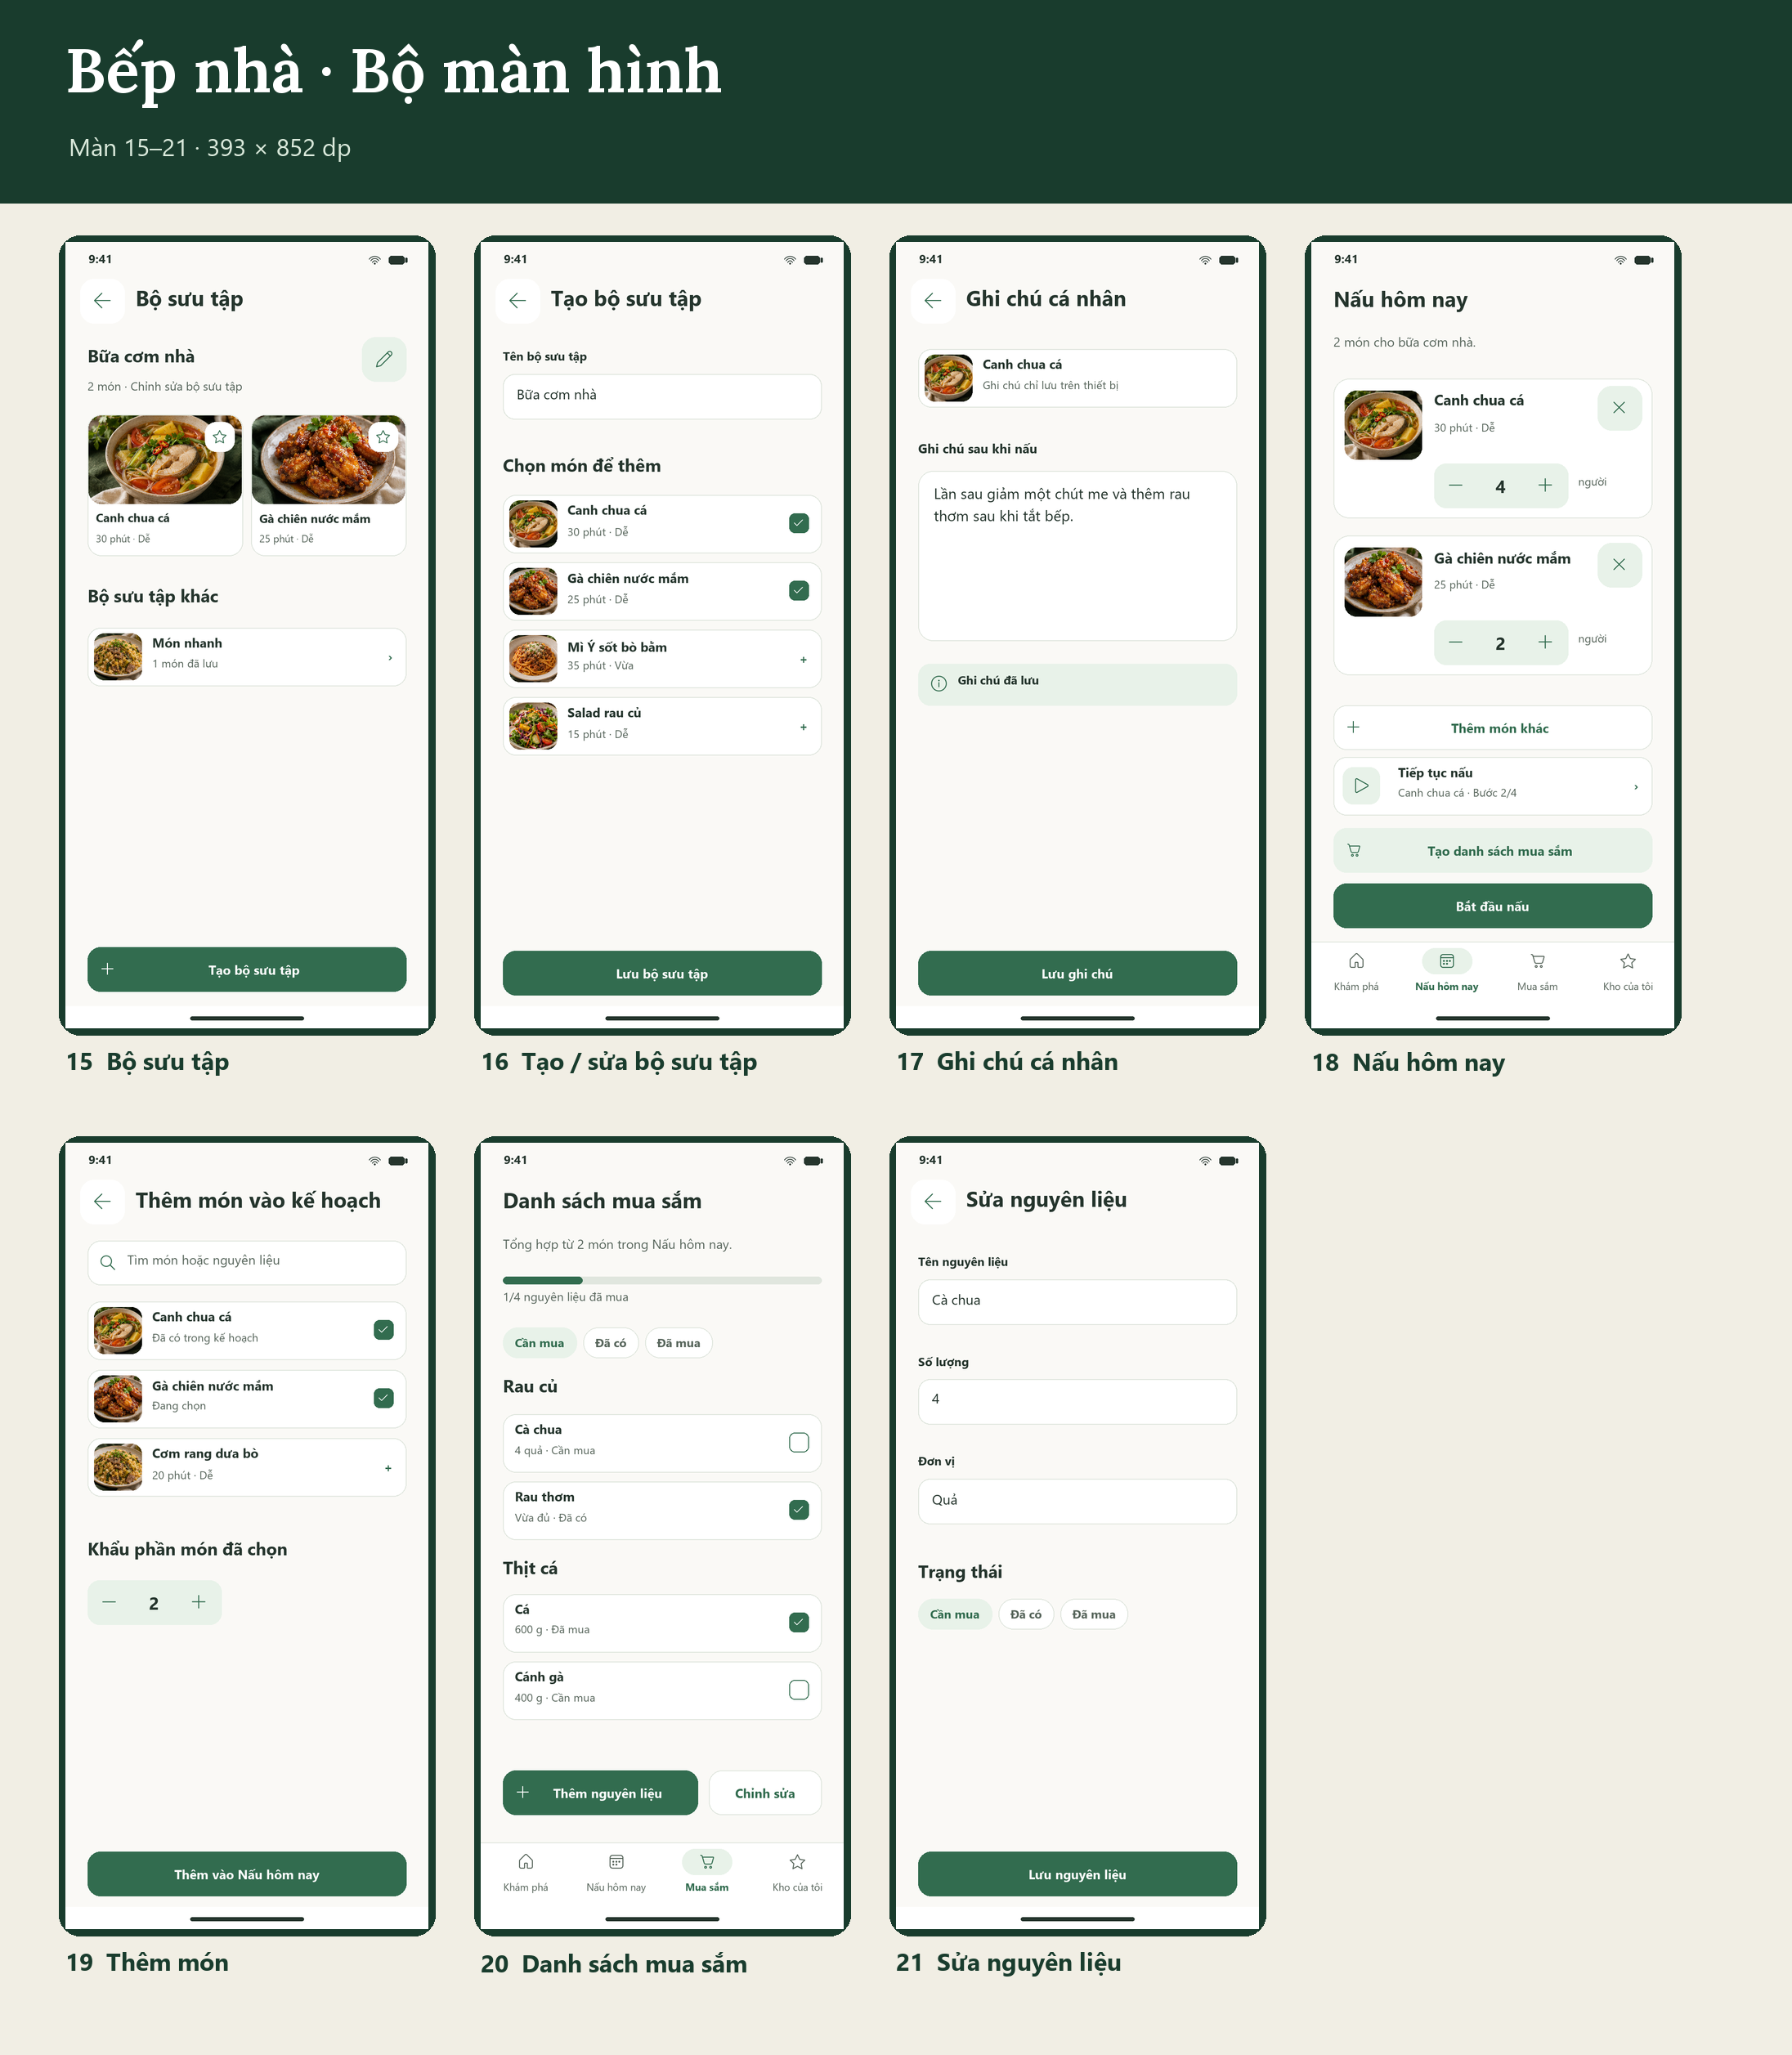 Bếp nhà · Bộ màn hình
Màn 15–21 · 393 × 852 dp
9:41
Bộ sưu tập
Bữa cơm nhà
2 món · Chỉnh sửa bộ sưu tập
Canh chua cá
30 phút · Dễ
Gà chiên nước mắm
25 phút · Dễ
Bộ sưu tập khác
Món nhanh
1 món đã lưu
›
+ Tạo bộ sưu tập
15 Bộ sưu tập
9:41
Tạo bộ sưu tập
Tên bộ sưu tập
Bữa cơm nhà
Chọn món để thêm
Canh chua cá
30 phút · Dễ
Gà chiên nước mắm
25 phút · Dễ
Mì Ý sốt bò bằm
35 phút · Vừa
+
Salad rau củ
15 phút · Dễ
+
Lưu bộ sưu tập
16 Tạo / sửa bộ sưu tập
9:41
Ghi chú cá nhân
Canh chua cá
Ghi chú chỉ lưu trên thiết bị
Ghi chú sau khi nấu
Lần sau giảm một chút me và thêm rau
thơm sau khi tắt bếp.
Ghi chú đã lưu
Lưu ghi chú
17 Ghi chú cá nhân
9:41
Nấu hôm nay
2 món cho bữa cơm nhà.
Canh chua cá
30 phút · Dễ
— 4 + người
Gà chiên nước mắm
25 phút · Dễ
— 2 + người
+ Thêm món khác
Tiếp tục nấu
Canh chua cá · Bước 2/4
›
Tạo danh sách mua sắm
Bắt đầu nấu
Khám phá Nấu hôm nay Mua sắm Kho của tôi
18 Nấu hôm nay
9:41
Thêm món vào kế hoạch
Tìm món hoặc nguyên liệu
Canh chua cá
Đã có trong kế hoạch
Gà chiên nước mắm
Đang chọn
Cơm rang dưa bò
20 phút · Dễ
+
Khẩu phần món đã chọn
— 2 +
Thêm vào Nấu hôm nay
19 Thêm món
9:41
Danh sách mua sắm
Tổng hợp từ 2 món trong Nấu hôm nay.
1/4 nguyên liệu đã mua
Cần mua Đã có Đã mua
Rau củ
Cà chua
4 quả · Cần mua
Rau thơm
Vừa đủ · Đã có
Thịt cá
Cá
600 g · Đã mua
Cánh gà
400 g · Cần mua
+ Thêm nguyên liệu Chỉnh sửa
Khám phá Nấu hôm nay Mua sắm Kho của tôi
20 Danh sách mua sắm
9:41
Sửa nguyên liệu
Tên nguyên liệu
Cà chua
Số lượng
4
Đơn vị
Quả
Trạng thái
Cần mua Đã có Đã mua
Lưu nguyên liệu
21 Sửa nguyên liệu